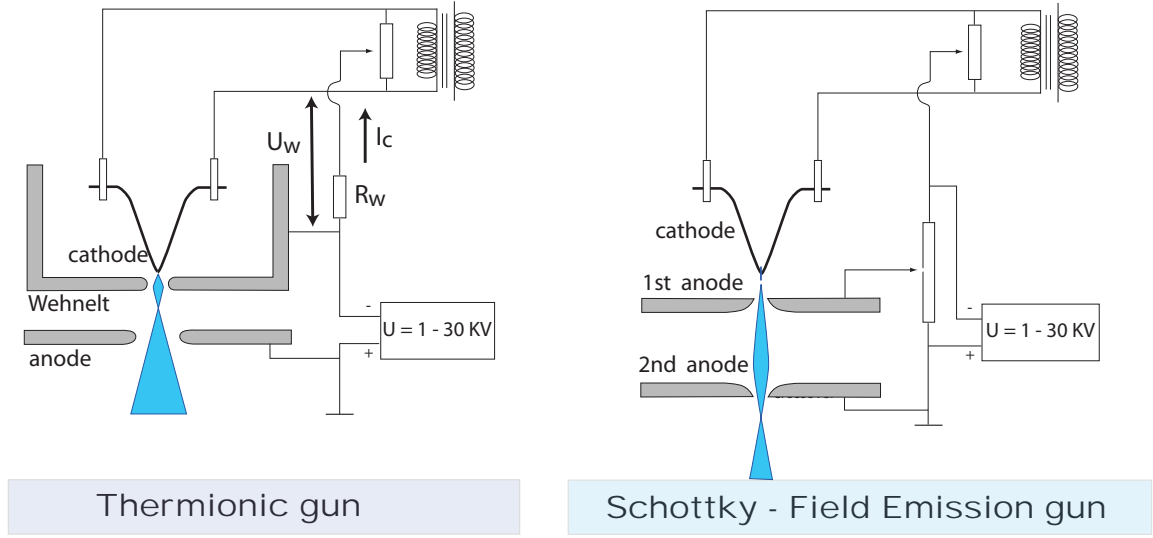 U_W
I_C
R_W
cathode
Wehnelt
anode
-
U = 1 - 30 KV
+
Thermionic gun
cathode
1st anode
2nd anode
-
U = 1 - 30 KV
+
Schottky - Field Emission gun